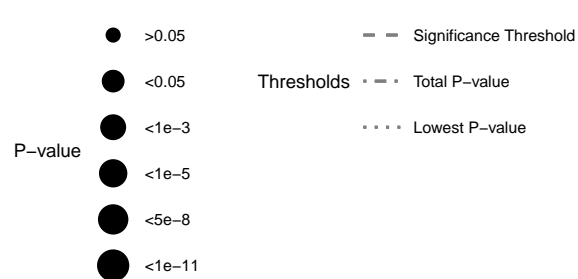 P−value
>0.05
<0.05
<1e−3
<1e−5
<5e−8
<1e−11
Thresholds
Significance Threshold
Total P−value
Lowest P−value